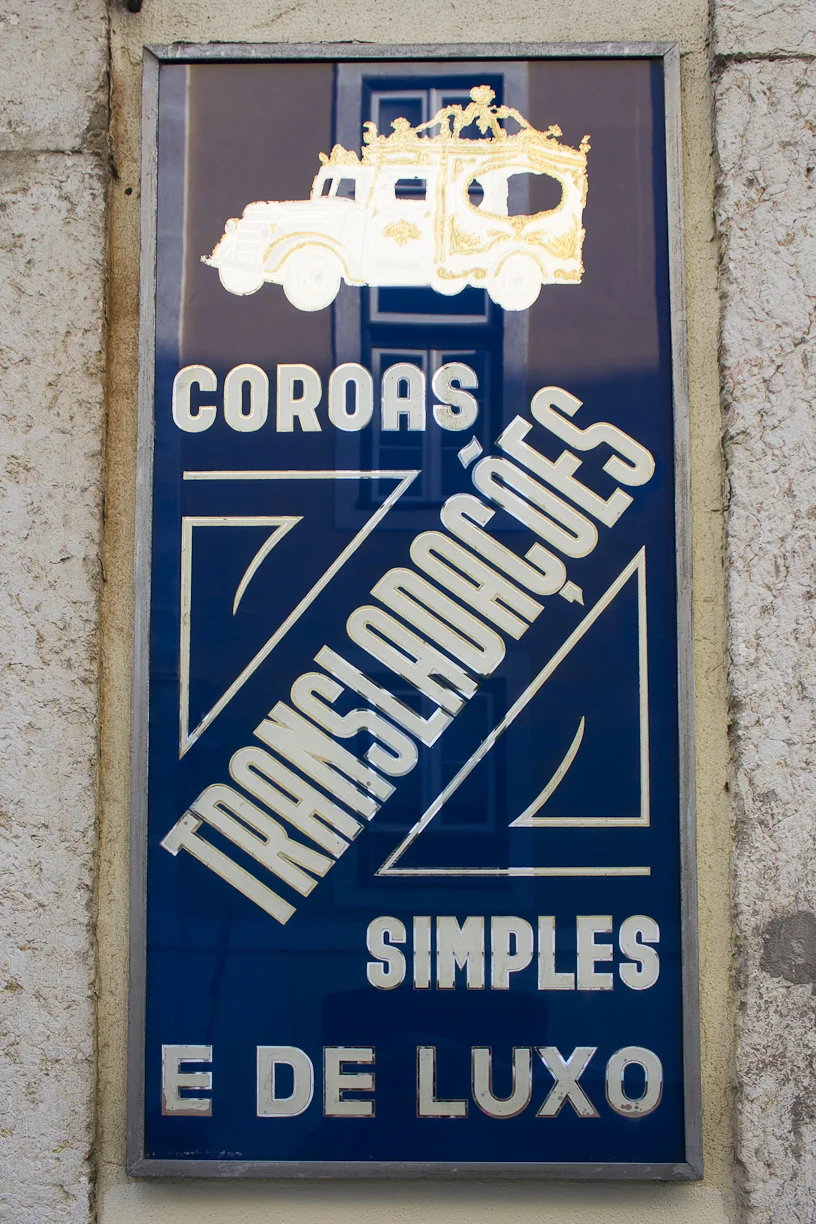 COROAS
TRANSLADAÇÕES
SIMPLES
E DE LUXO